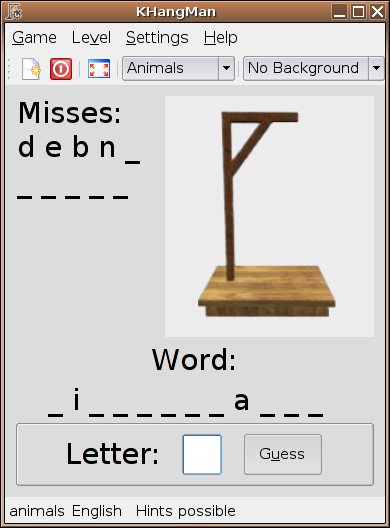 KHangMan
Game Level Settings Help
Animals No Background
Misses:
d e b n _
_ _ _ _ _
Word:
_ i _ _ _ _ _ _ a _ _ _
Letter: Guess
animals English Hints possible